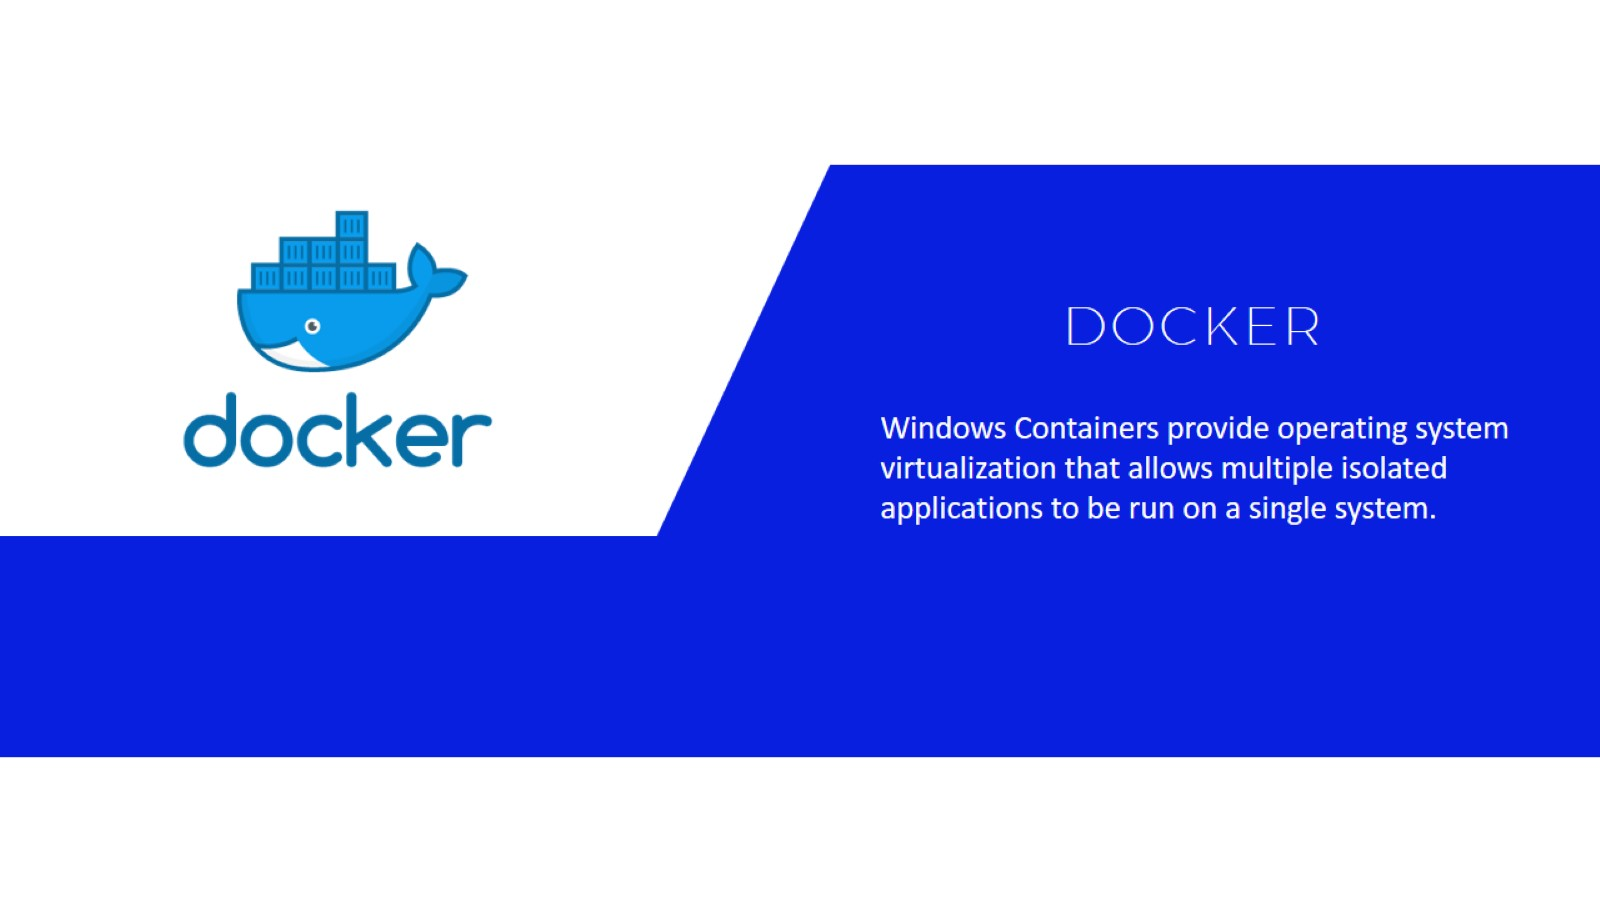 docker
DOCKER
Windows Containers provide operating system
virtualization that allows multiple isolated
applications to be run on a single system.